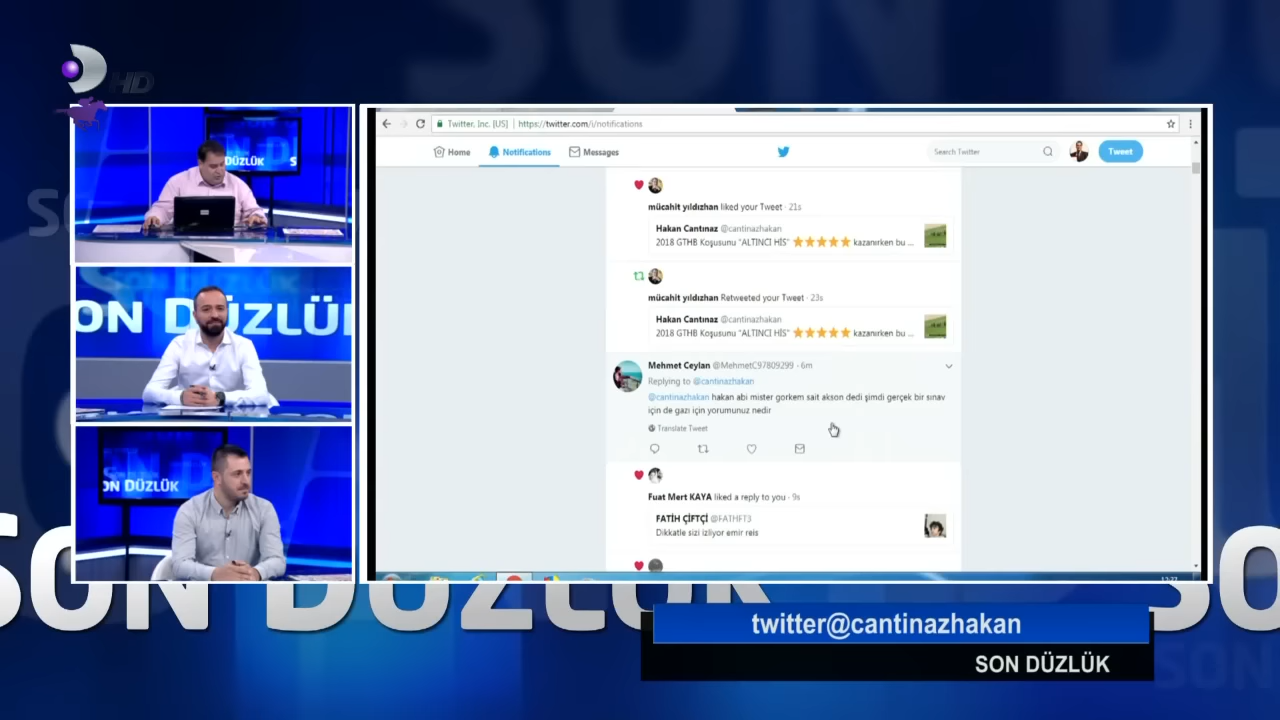 HD
DÜZLÜK S
ON DÜZLÜK
ON DÜZLÜK
Twitter, Inc. [US] https://twitter.com/i/notifications
Home Notifications Messages Search Twitter Tweet
mücahit yıldızhan liked your Tweet · 21s
Hakan Cantınaz @cantinazhakan
2018 GTHB Koşusunu "ALTINCI HİS" ⭐⭐⭐⭐⭐ kazanırken bu ...
mücahit yıldızhan Retweeted your Tweet · 23s
Hakan Cantınaz @cantinazhakan
2018 GTHB Koşusunu "ALTINCI HİS" ⭐⭐⭐⭐⭐ kazanırken bu ...
Mehmet Ceylan @MehmetC97809299 · 6m
Replying to @cantinazhakan
@cantinazhakan hakan abi mister gorkem sait akson dedi şimdi gerçek bir sınav
için de gazı için yorumunuz nedir
Translate Tweet
Fuat Mert KAYA liked a reply to you · 9s
FATİH ÇİFTÇİ @FATHFT3
Dikkatle sizi izliyor emir reis
SON DÜZLÜK SO
twitter@cantinazhakan
SON DÜZLÜK